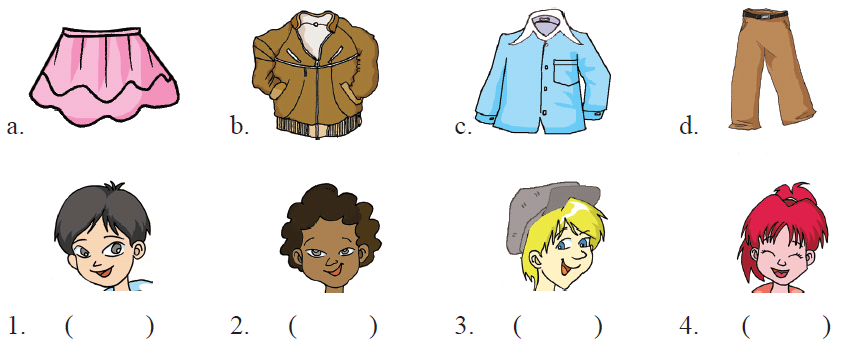 a. b. c. d.
1. ( ) 2. ( ) 3. ( ) 4. ( )